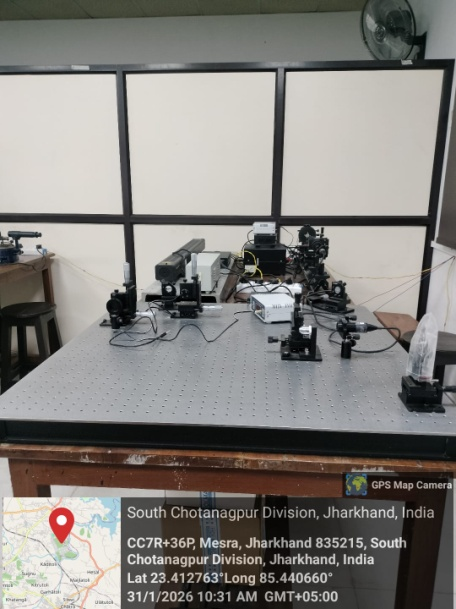 GPS Map Camera
South Chotanagpur Division, Jharkhand, India
CC7R+36P, Mesra, Jharkhand 835215, South
Chotanagpur Division, Jharkhand, India
Lat 23.412763°Long 85.440660°
31/1/2026 10:31 AM GMT+05:00